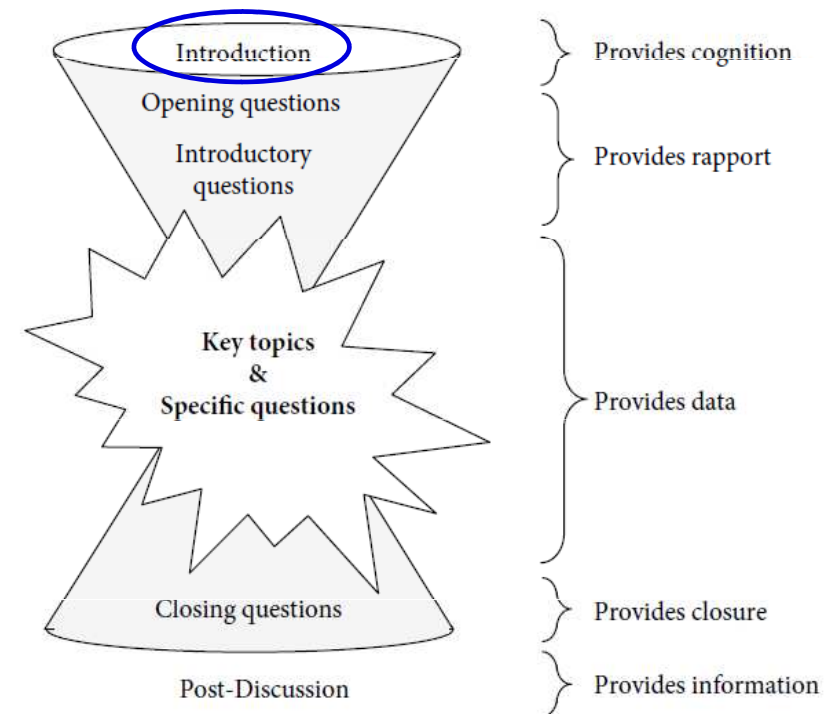 Introduction
Provides cognition
Opening questions
Introductory
questions
Provides rapport
Key topics
&
Specific questions
Provides data
Closing questions
Provides closure
Post-Discussion
Provides information